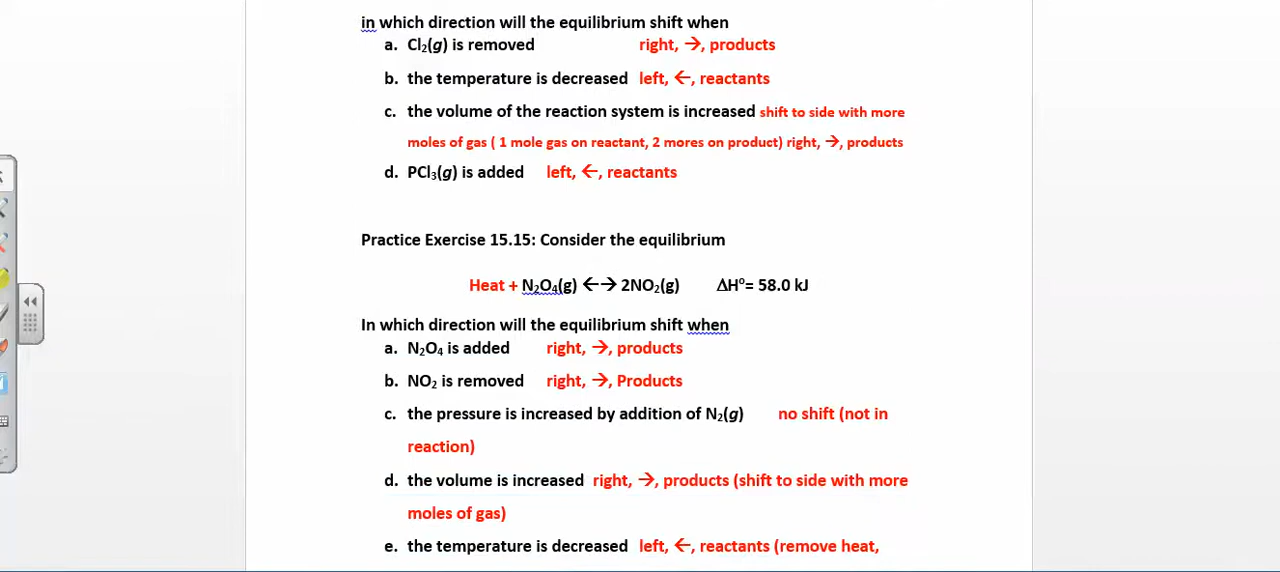 in which direction will the equilibrium shift when
a. Cl₂(g) is removed right, →, products
b. the temperature is decreased left, ←, reactants
c. the volume of the reaction system is increased shift to side with more
moles of gas ( 1 mole gas on reactant, 2 mores on product) right, →, products
d. PCl₃(g) is added left, ←, reactants
Practice Exercise 15.15: Consider the equilibrium
Heat + N₂O₄(g) ←→ 2NO₂(g) ΔH°= 58.0 kJ
In which direction will the equilibrium shift when
a. N₂O₄ is added right, →, products
b. NO₂ is removed right, →, Products
c. the pressure is increased by addition of N₂(g) no shift (not in
reaction)
d. the volume is increased right, →, products (shift to side with more
moles of gas)
e. the temperature is decreased left, ←, reactants (remove heat,